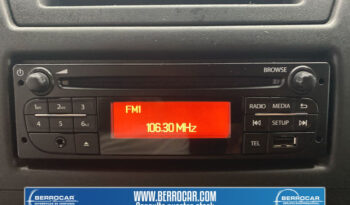 BROWSE
FM1
106.30 MHz
RADIO MEDIA
1 2 3
4 5 6
SETUP
TEL
BERROCAR
WWW.BERROCAR.COM
BERROCAR